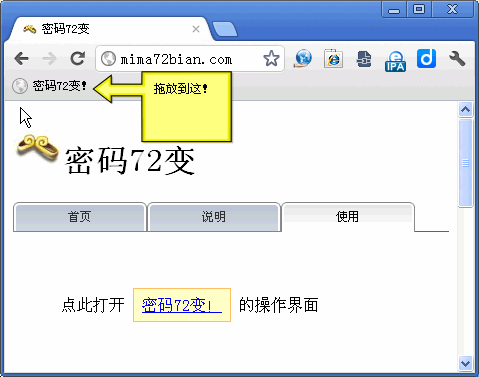 密码72变
mima72bian.com
IPA
d
密码72变!
拖放到这!
密码72变
首页
说明
使用
点此打开 密码72变! 的操作界面